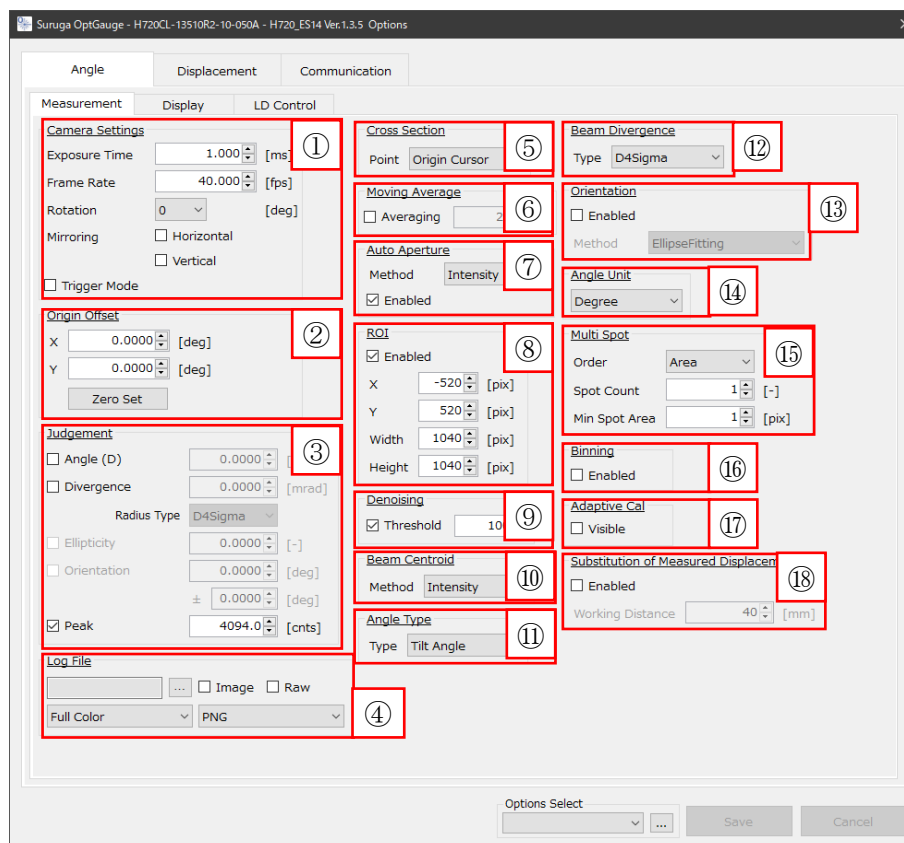 Suruga OptGauge - H720CL-13510R2-10-050A - H720_ES14 Ver.1.3.5 Options
Angle Displacement Communication
Measurement Display LD Control
Camera Settings ①
Exposure Time 1.000 [ms]
Frame Rate 40.000 [fps]
Rotation 0 [deg]
Mirroring Horizontal
Vertical
Trigger Mode
Origin Offset ②
X 0.0000 [deg]
Y 0.0000 [deg]
Zero Set
Judgement ③
Angle (D) 0.0000 [
Divergence 0.0000 [mrad]
Radius Type D4Sigma
Ellipticity 0.0000 [-]
Orientation 0.0000 [deg]
± 0.0000 [deg]
Peak 4094.0 [cnts]
Log File
... Image Raw
Full Color PNG ④
Cross Section ⑤
Point Origin Cursor
Moving Average ⑥
Averaging 2
Auto Aperture ⑦
Method Intensity
Enabled
ROI ⑧
Enabled
X -520 [pix]
Y 520 [pix]
Width 1040 [pix]
Height 1040 [pix]
Denoising ⑨
Threshold 100
Beam Centroid ⑩
Method Intensity
Angle Type ⑪
Type Tilt Angle
Beam Divergence ⑫
Type D4Sigma
Orientation ⑬
Enabled
Method EllipseFitting
Angle Unit ⑭
Degree
Multi Spot ⑮
Order Area
Spot Count 1 [-]
Min Spot Area 1 [pix]
Binning ⑯
Enabled
Adaptive Cal ⑰
Visible
Substitution of Measured Displacem
Enabled ⑱
Working Distance 40 [mm]
Options Select
... Save Cancel